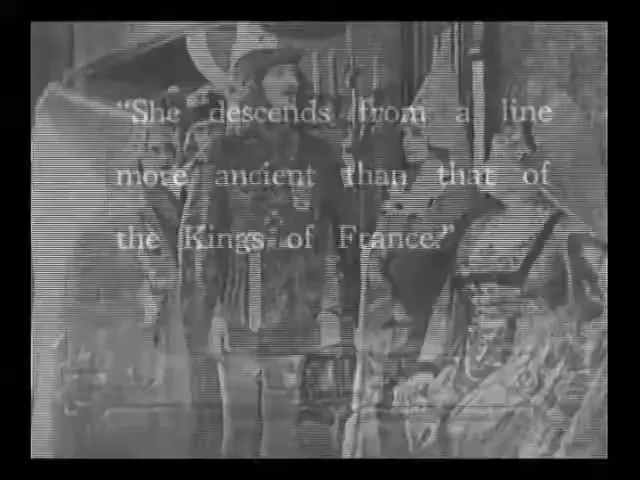 "She descends from a line
more ancient than that of
the Kings of France."